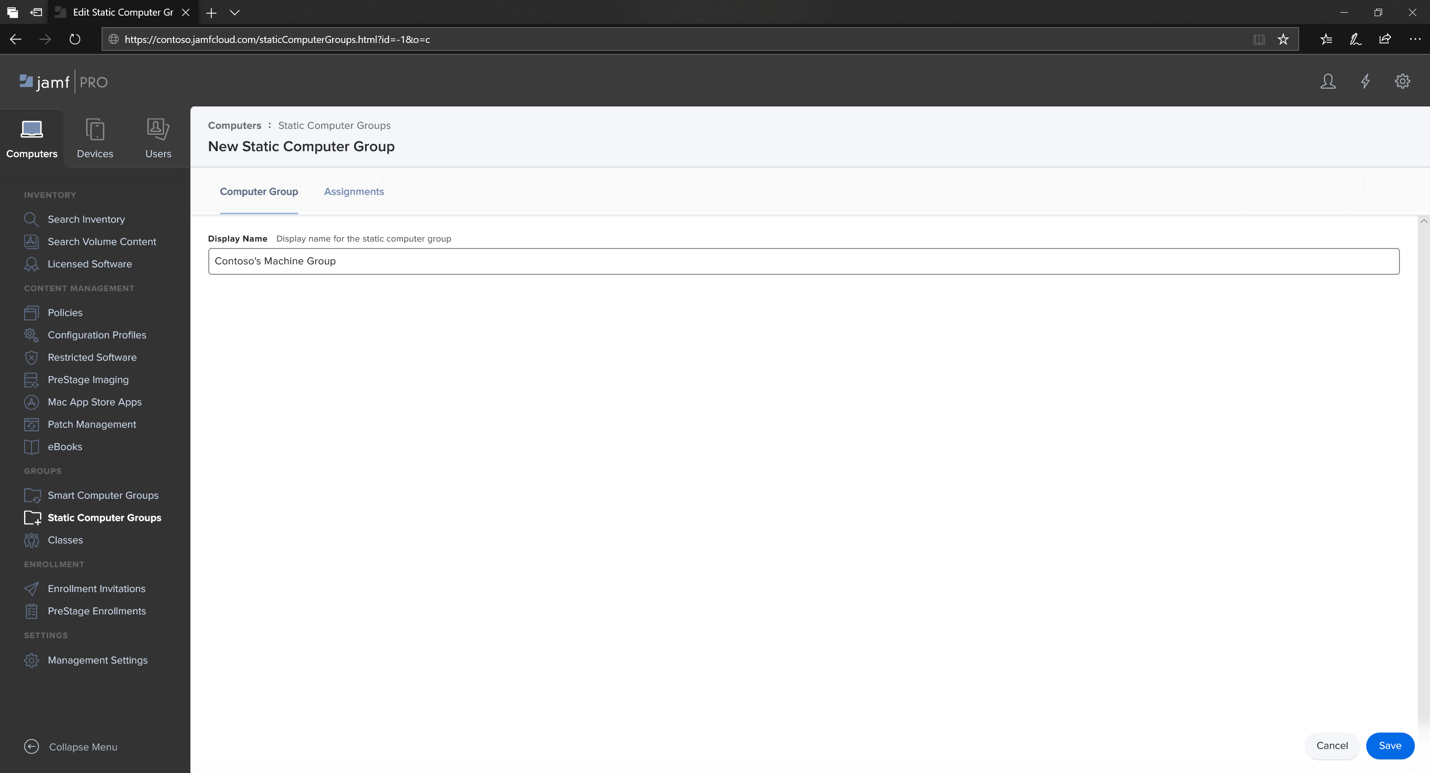 Edit Static Computer Gr
https://contoso.jamfcloud.com/staticComputerGroups.html?id=-1&o=c
jamf PRO
Computers
Devices
Users
Computers : Static Computer Groups
New Static Computer Group
Computer Group
Assignments
Display Name Display name for the static computer group
Contoso's Machine Group
INVENTORY
Search Inventory
Search Volume Content
Licensed Software
CONTENT MANAGEMENT
Policies
Configuration Profiles
Restricted Software
PreStage Imaging
Mac App Store Apps
Patch Management
eBooks
GROUPS
Smart Computer Groups
Static Computer Groups
Classes
ENROLLMENT
Enrollment Invitations
PreStage Enrollments
SETTINGS
Management Settings
Collapse Menu
Cancel
Save